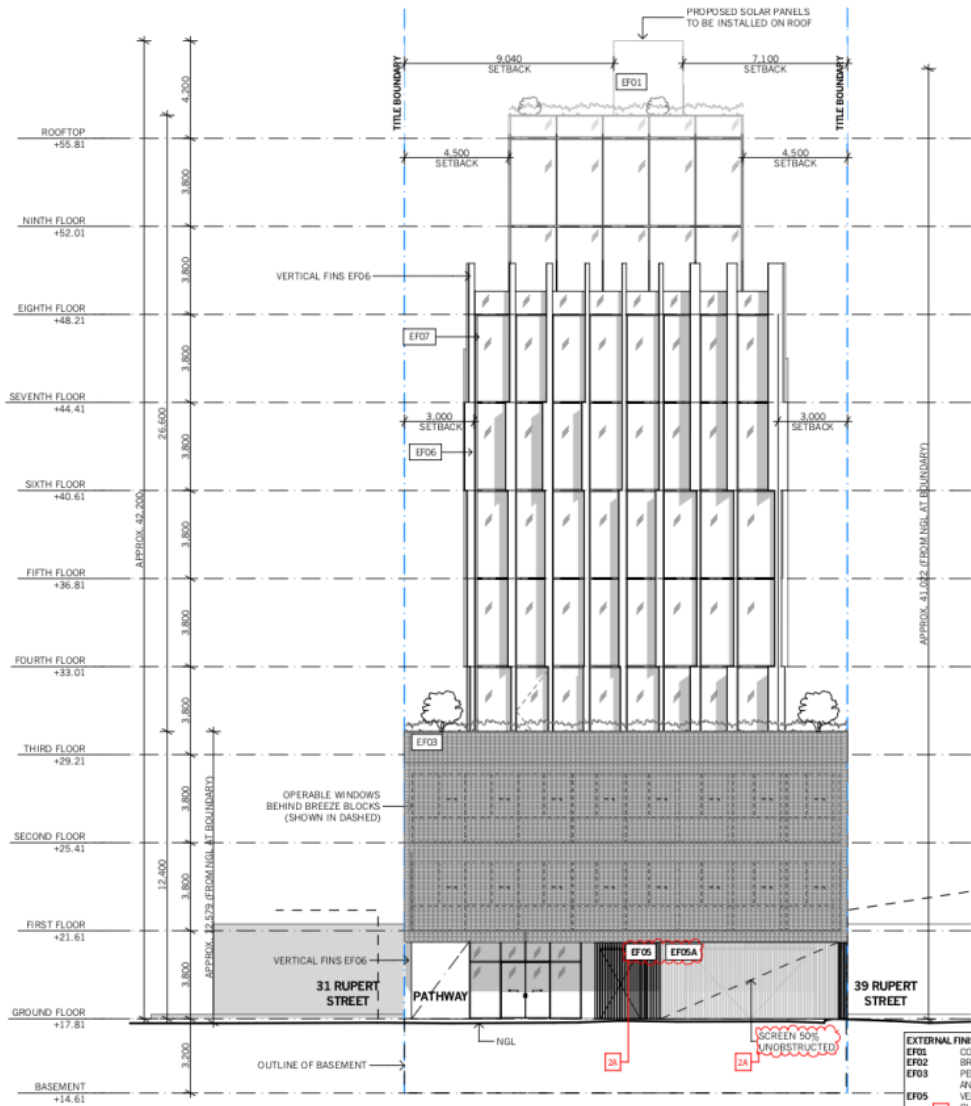 PROPOSED SOLAR PANELS
TO BE INSTALLED ON ROOF
9,040
SETBACK
7,100
SETBACK
TITLE BOUNDARY
TITLE BOUNDARY
EF01
4,200
ROOFTOP
+55.81
4,500
SETBACK
4,500
SETBACK
3,800
NINTH FLOOR
+52.01
3,800
VERTICAL FINS EF06
EIGHTH FLOOR
+48.21
EF07
3,800
SEVENTH FLOOR
+44.41
3,000
SETBACK
3,000
SETBACK
26,600
EF06
3,800
SIXTH FLOOR
+40.61
APPROX. 42,200
APPROX. 41,022 (FROM NGL AT BOUNDARY)
3,800
FIFTH FLOOR
+36.81
3,800
FOURTH FLOOR
+33.01
3,800
EF03
THIRD FLOOR
+29.21
OPERABLE WINDOWS
BEHIND BREEZE BLOCKS
(SHOWN IN DASHED)
3,800
SECOND FLOOR
+25.41
12,400
APPROX. 12,579 (FROM NGL AT BOUNDARY)
3,800
FIRST FLOOR
+21.61
EF05
EF05A
VERTICAL FINS EF06
3,800
31 RUPERT
STREET
PATHWAY
39 RUPERT
STREET
GROUND FLOOR
+17.81
NGL
SCREEN 50%
UNOBSTRUCTED
2A
2A
3,200
OUTLINE OF BASEMENT
BASEMENT
+14.61
EXTERNAL FINI
EF01 CO
EF02 BR
EF03 PE
AN
EF05 VE